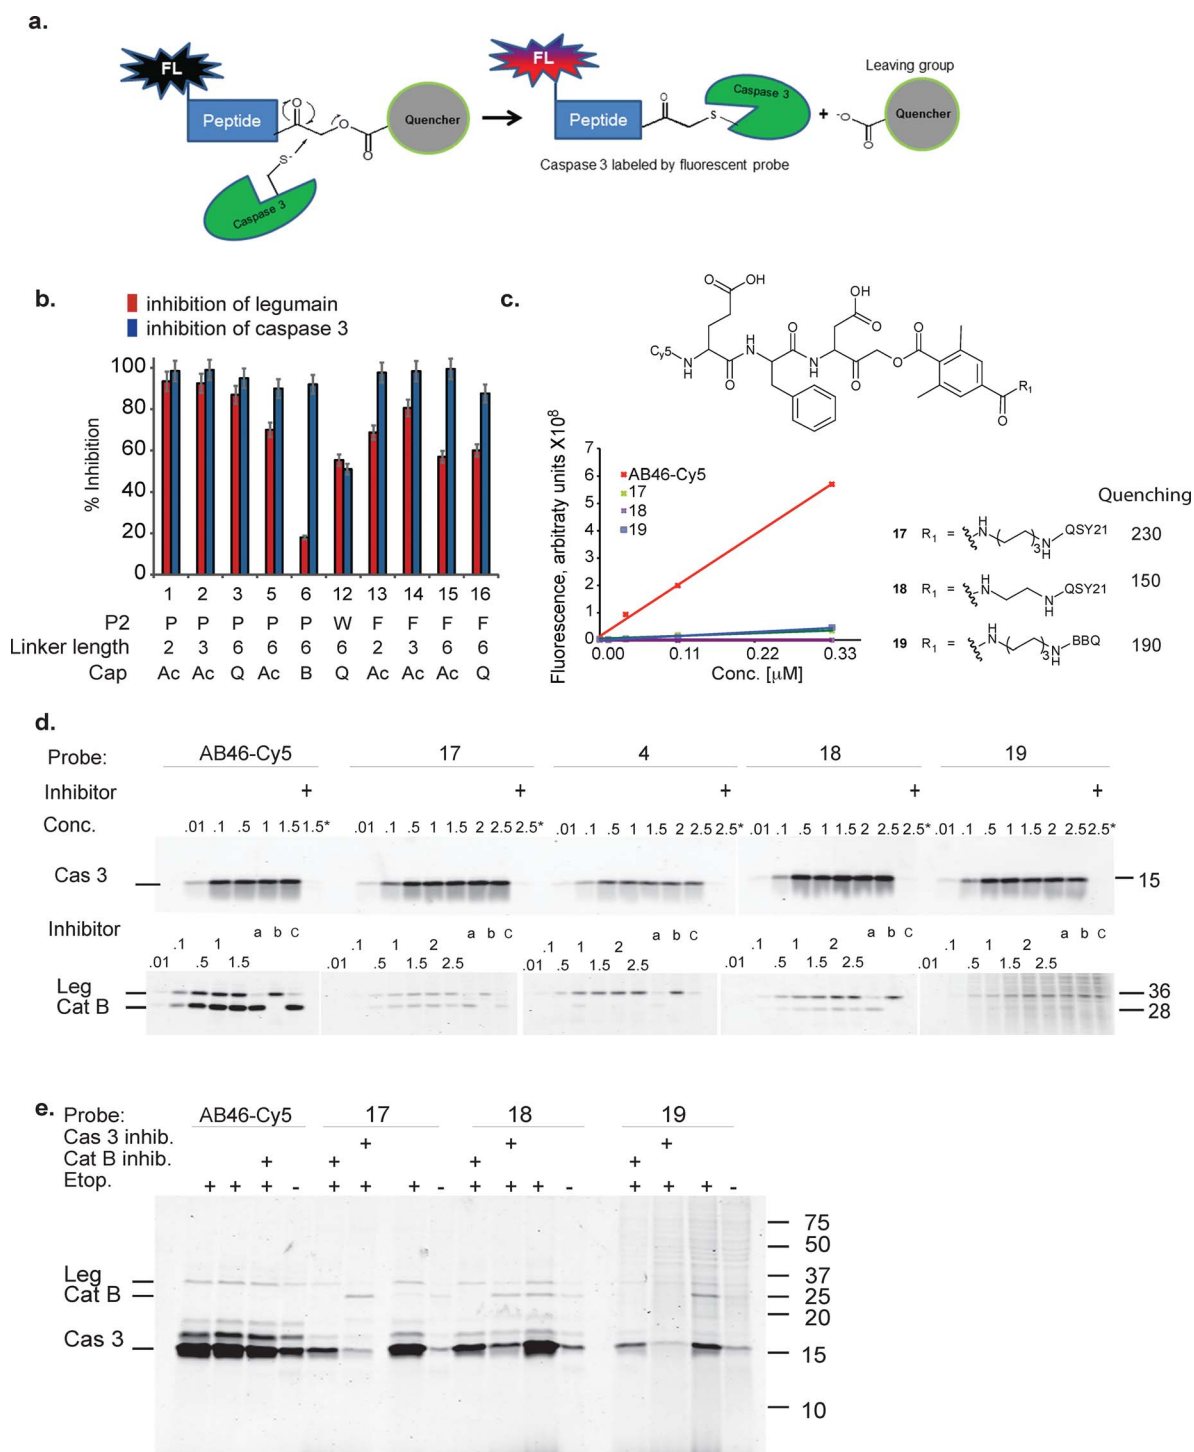 a.
FL
FL
Leaving group
Peptide
O
O
O
Quencher
Peptide
O
S
Caspase 3
+
-O
O
Quencher
S-
Caspase 3
Caspase 3 labeled by fluorescent probe
b.
inhibition of legumain
inhibition of caspase 3
% Inhibition
100
80
60
40
20
0
1 2 3 5 6 12 13 14 15 16
P2 P P P P P W F F F F
Linker length 2 3 6 6 6 6 2 3 6 6
Cap Ac Ac Q Ac B Q Ac Ac Ac Q
c.
O OH
OH
O
O
O
O
Cy5 N H
H N
O
N H
O
O
R1
O
Fluorescence, arbitraty units X10⁸
7
6
5
4
3
2
1
0
AB46-Cy5
17
18
19
0.00 0.11 0.22 0.33
Conc. [µM]
Quenching
17 R1 = H N ( ) 3 N H QSY21 230
18 R1 = H N N H QSY21 150
19 R1 = H N ( ) 3 N H BBQ 190
d.
Probe: AB46-Cy5 17 4 18 19
Inhibitor + + + + +
Conc. .01 .1 .5 1 1.5 1.5* .01 .1 .5 1 1.5 2 2.5 2.5* .01 .1 .5 1 1.5 2 2.5 2.5* .01 .1 .5 1 1.5 2 2.5 2.5* .01 .1 .5 1 1.5 2 2.5 2.5*
Cas 3 15
Inhibitor a b C a b C a b C a b C a b C
.1 1 .1 1 2 .1 1 2 .1 1 2 .1 1 2
.01 .5 1.5 .01 .5 1.5 2.5 .01 .5 1.5 2.5 .01 .5 1.5 2.5 .01 .5 1.5 2.5
Leg 36
Cat B 28
e.
Probe: AB46-Cy5 17 18 19
Cas 3 inhib. + + +
Cat B inhib. + + + +
Etop. + + + - + + + - + + + - + + + -
75
50
Leg 37
Cat B 25
20
Cas 3 15
10